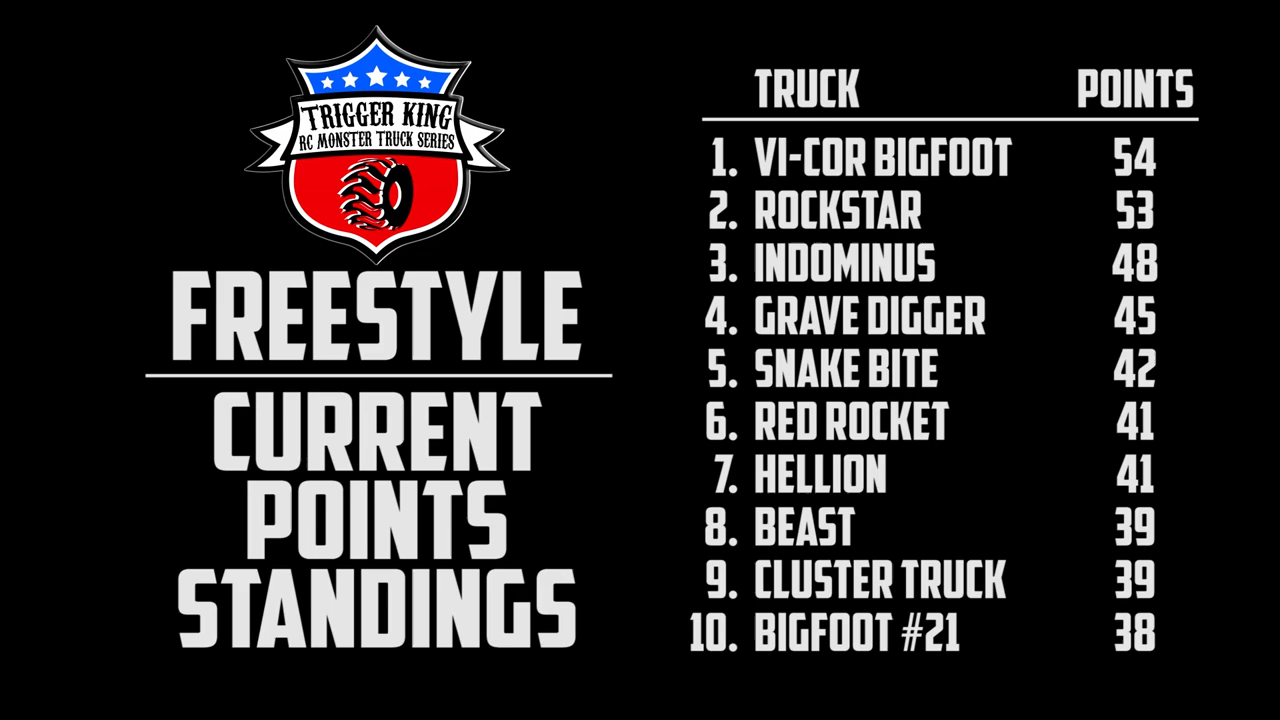 TRIGGER KING
RC MONSTER TRUCK SERIES
FREESTYLE
CURRENT
POINTS
STANDINGS
TRUCK POINTS
1. VI-COR BIGFOOT 54
2. ROCKSTAR 53
3. INDOMINUS 48
4. GRAVE DIGGER 45
5. SNAKE BITE 42
6. RED ROCKET 41
7. HELLION 41
8. BEAST 39
9. CLUSTER TRUCK 39
10. BIGFOOT #21 38